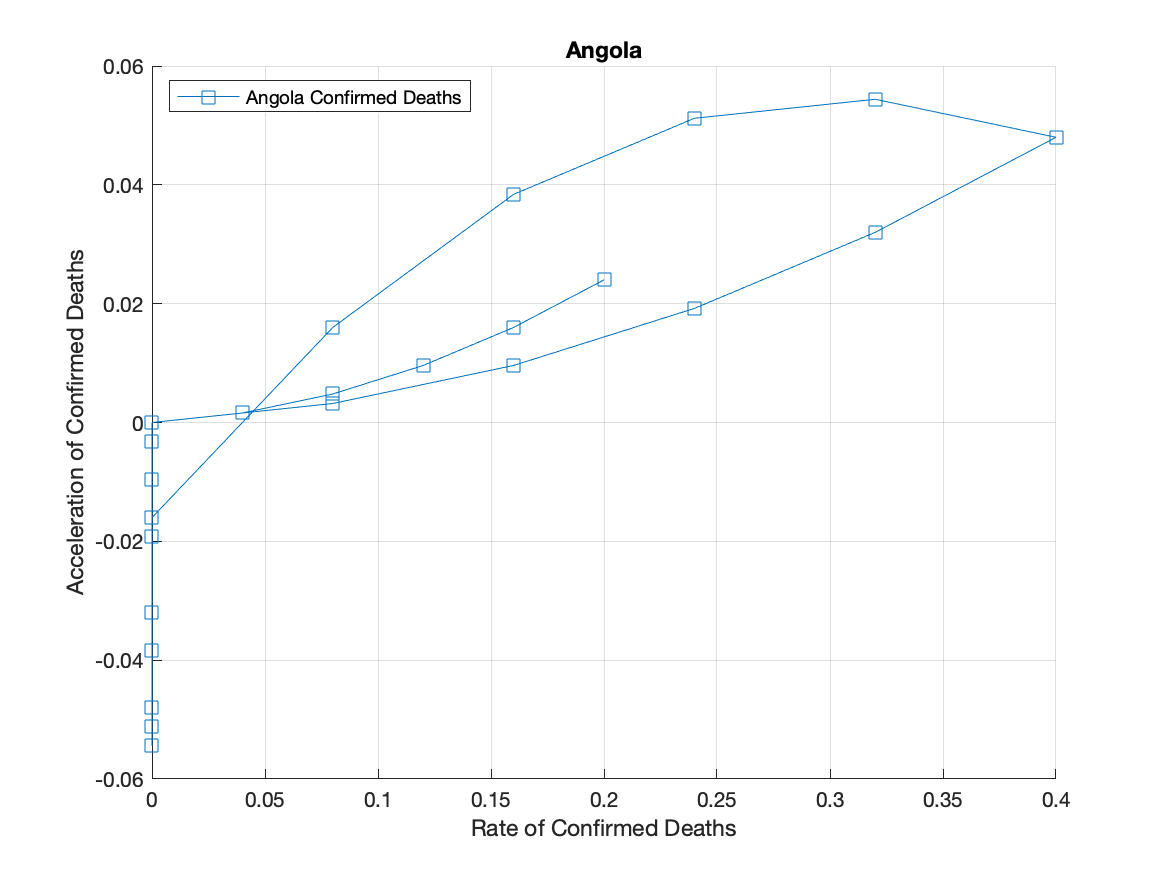 Angola
Angola Confirmed Deaths
0.06
0.04
0.02
0
-0.02
-0.04
-0.06
Acceleration of Confirmed Deaths
0 0.05 0.1 0.15 0.2 0.25 0.3 0.35 0.4
Rate of Confirmed Deaths